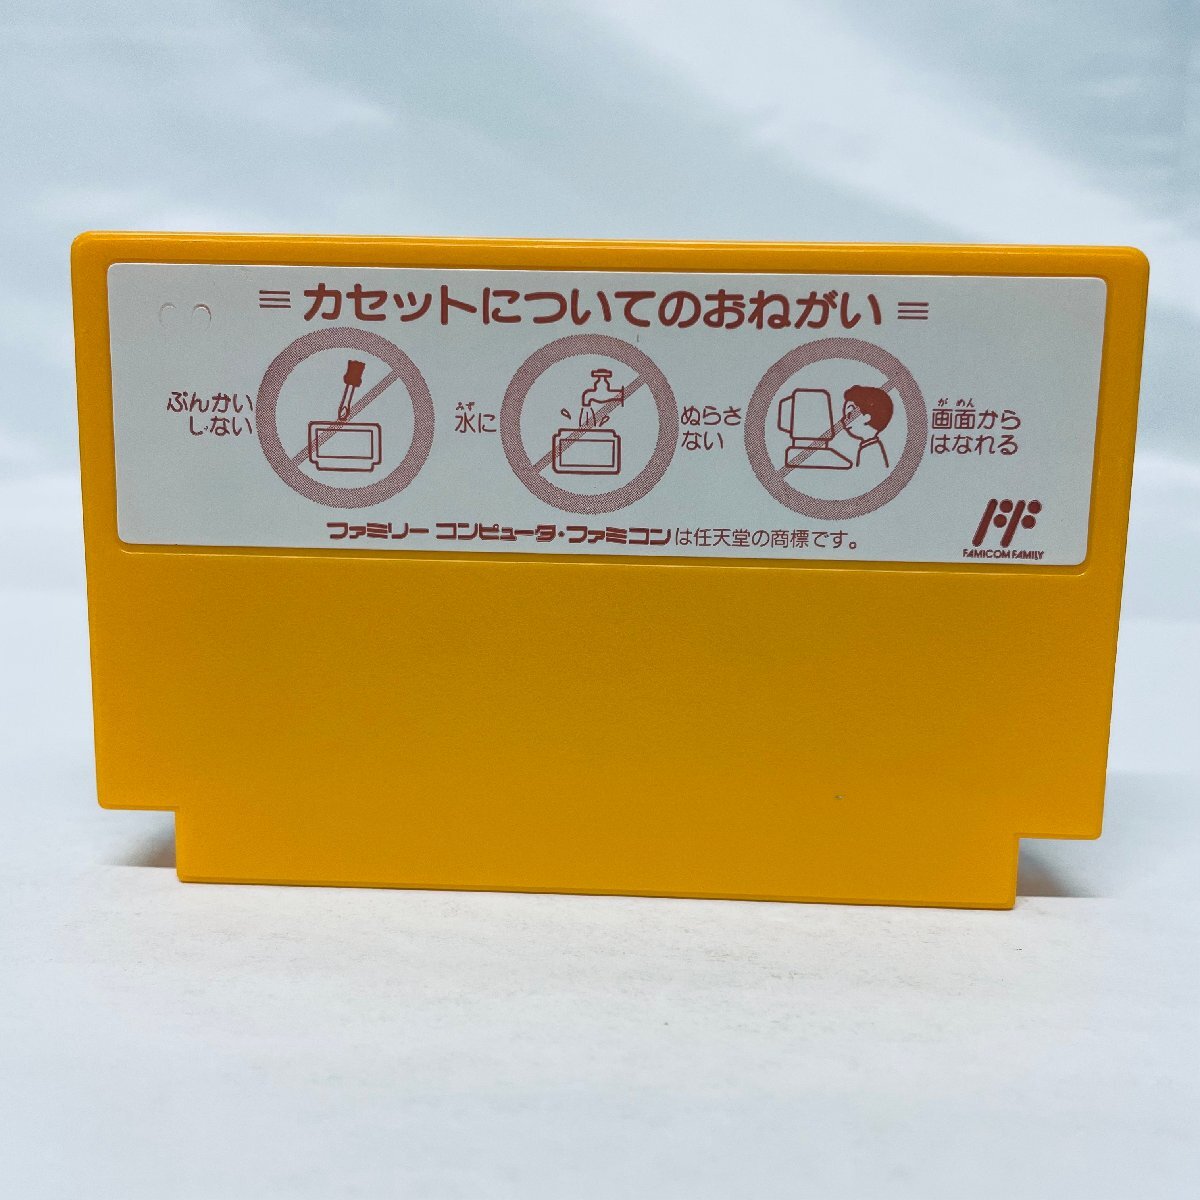 カセットについてのおねがい
ぶんかい
しない
みず
水に
ぬらさ
ない
がめん
画面から
はなれる
ファミリー コンピュータ・ファミコンは任天堂の商標です。
FAMICOM FAMILY